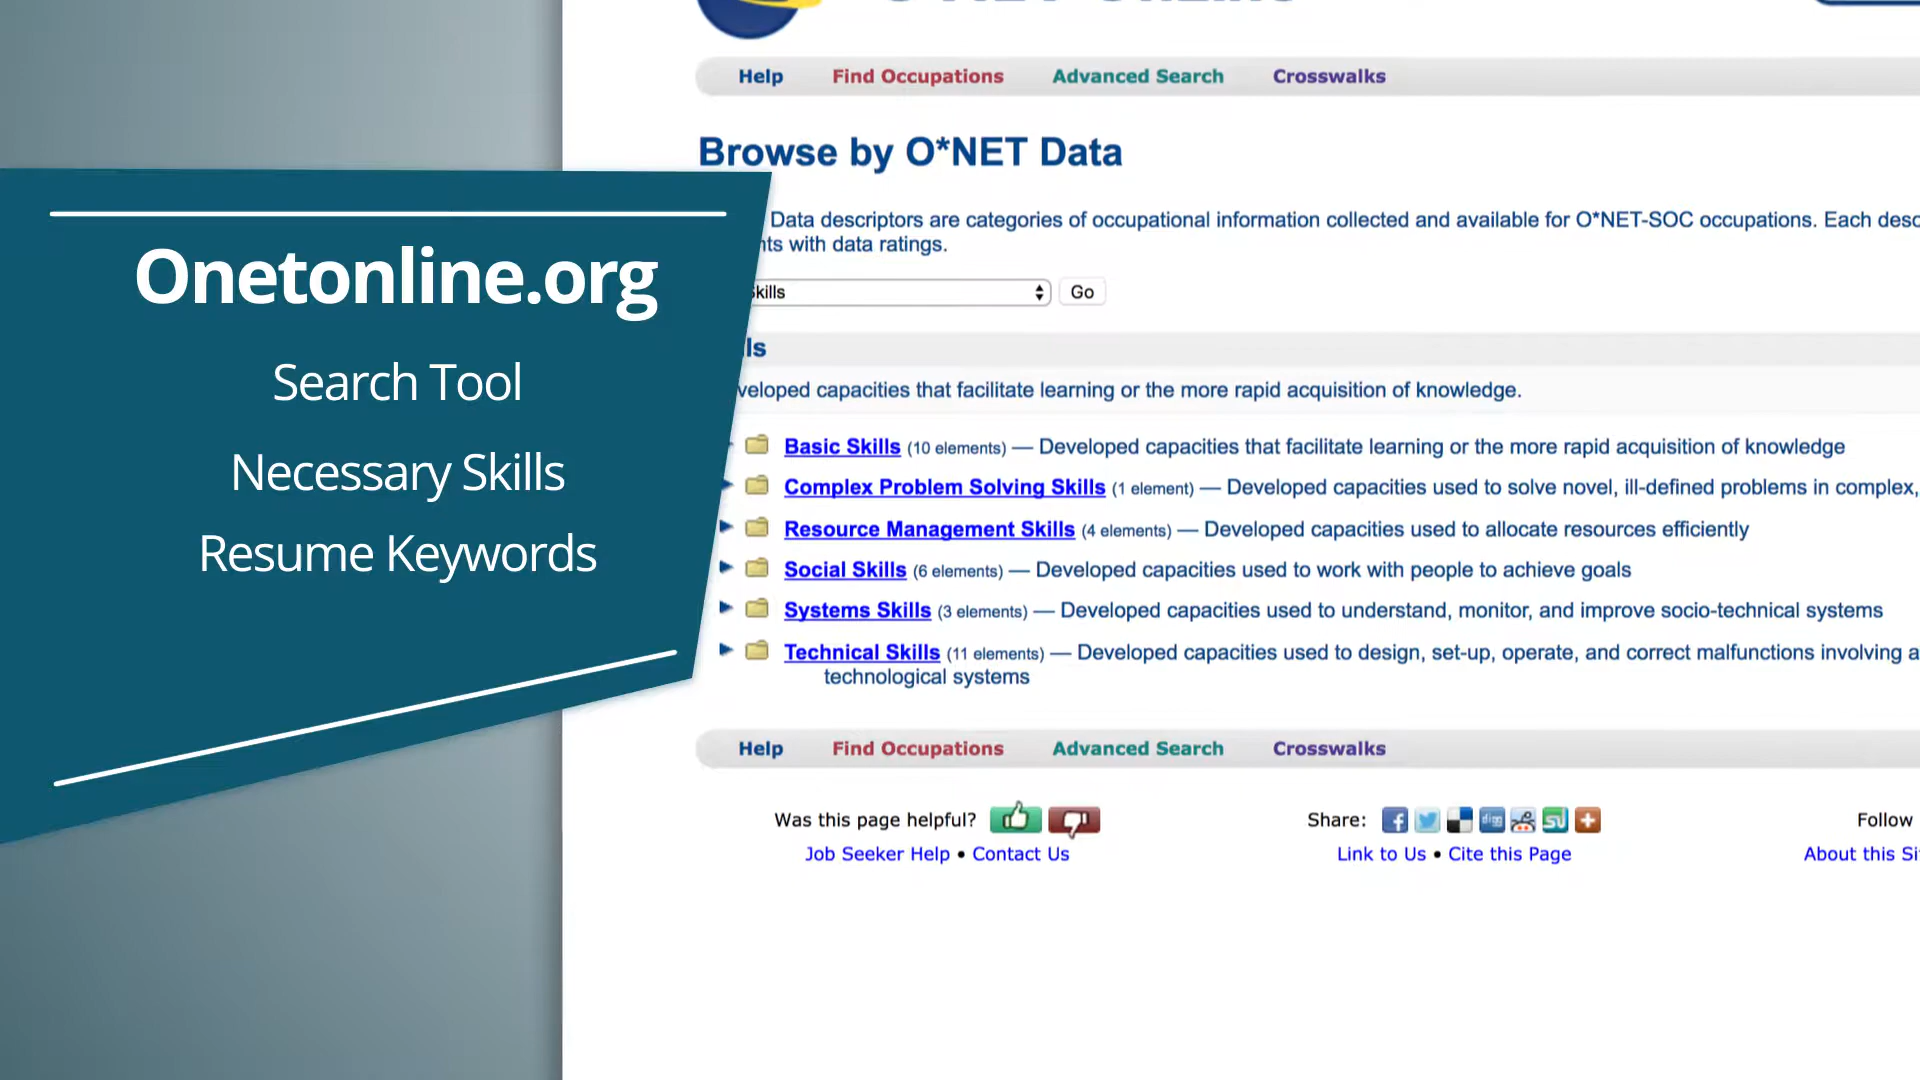 Help Find Occupations Advanced Search Crosswalks
Browse by O*NET Data
Data descriptors are categories of occupational information collected and available for O*NET-SOC occupations. Each
with data ratings.
Go
Onetonline.org
Search Tool
Necessary Skills
Resume Keywords
capacities that facilitate learning or the more rapid acquisition of knowledge.
Basic Skills (10 elements) — Developed capacities that facilitate learning or the more rapid acquisition of knowledge
Complex Problem Solving Skills (1 element) — Developed capacities used to solve novel, ill-defined problems in complex,
Resource Management Skills (4 elements) — Developed capacities used to allocate resources efficiently
Social Skills (6 elements) — Developed capacities used to work with people to achieve goals
Systems Skills (3 elements) — Developed capacities used to understand, monitor, and improve socio-technical systems
Technical Skills (11 elements) — Developed capacities used to design, set-up, operate, and correct malfunctions involving
technological systems
Help Find Occupations Advanced Search Crosswalks
Was this page helpful? Share: Follow
Job Seeker Help • Contact Us Link to Us • Cite this Page About this